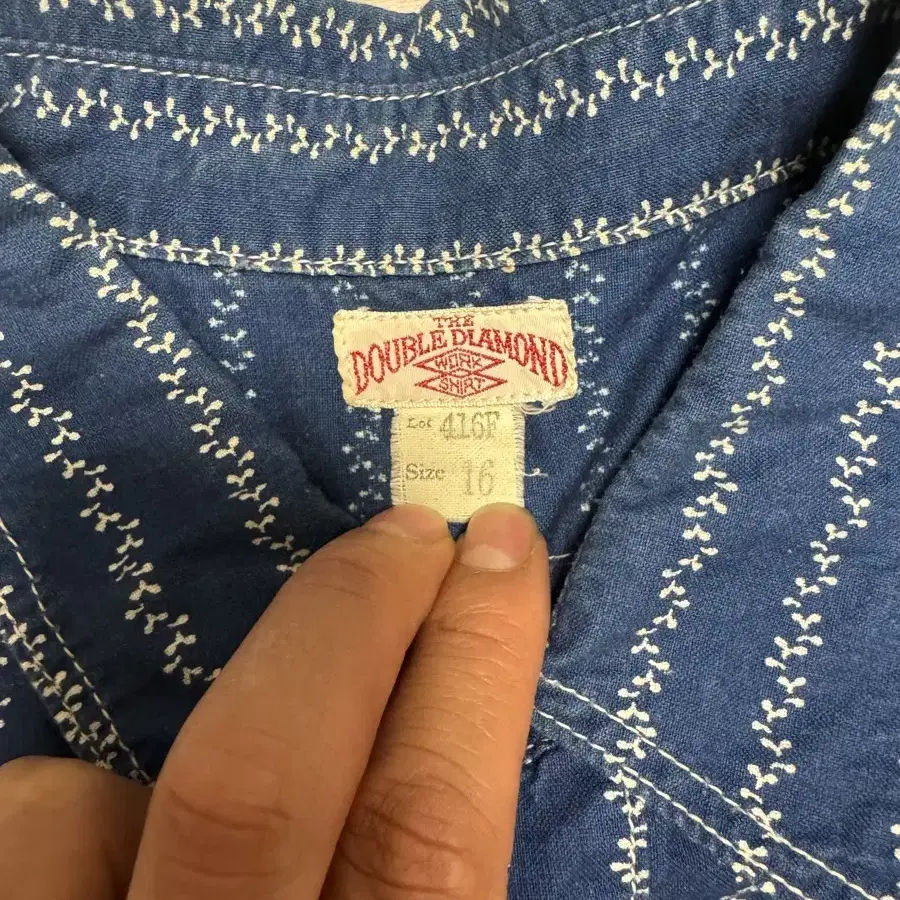 THE
DOUBLE DIAMOND
WORK
SHIRT
Lot 416F
Size 16